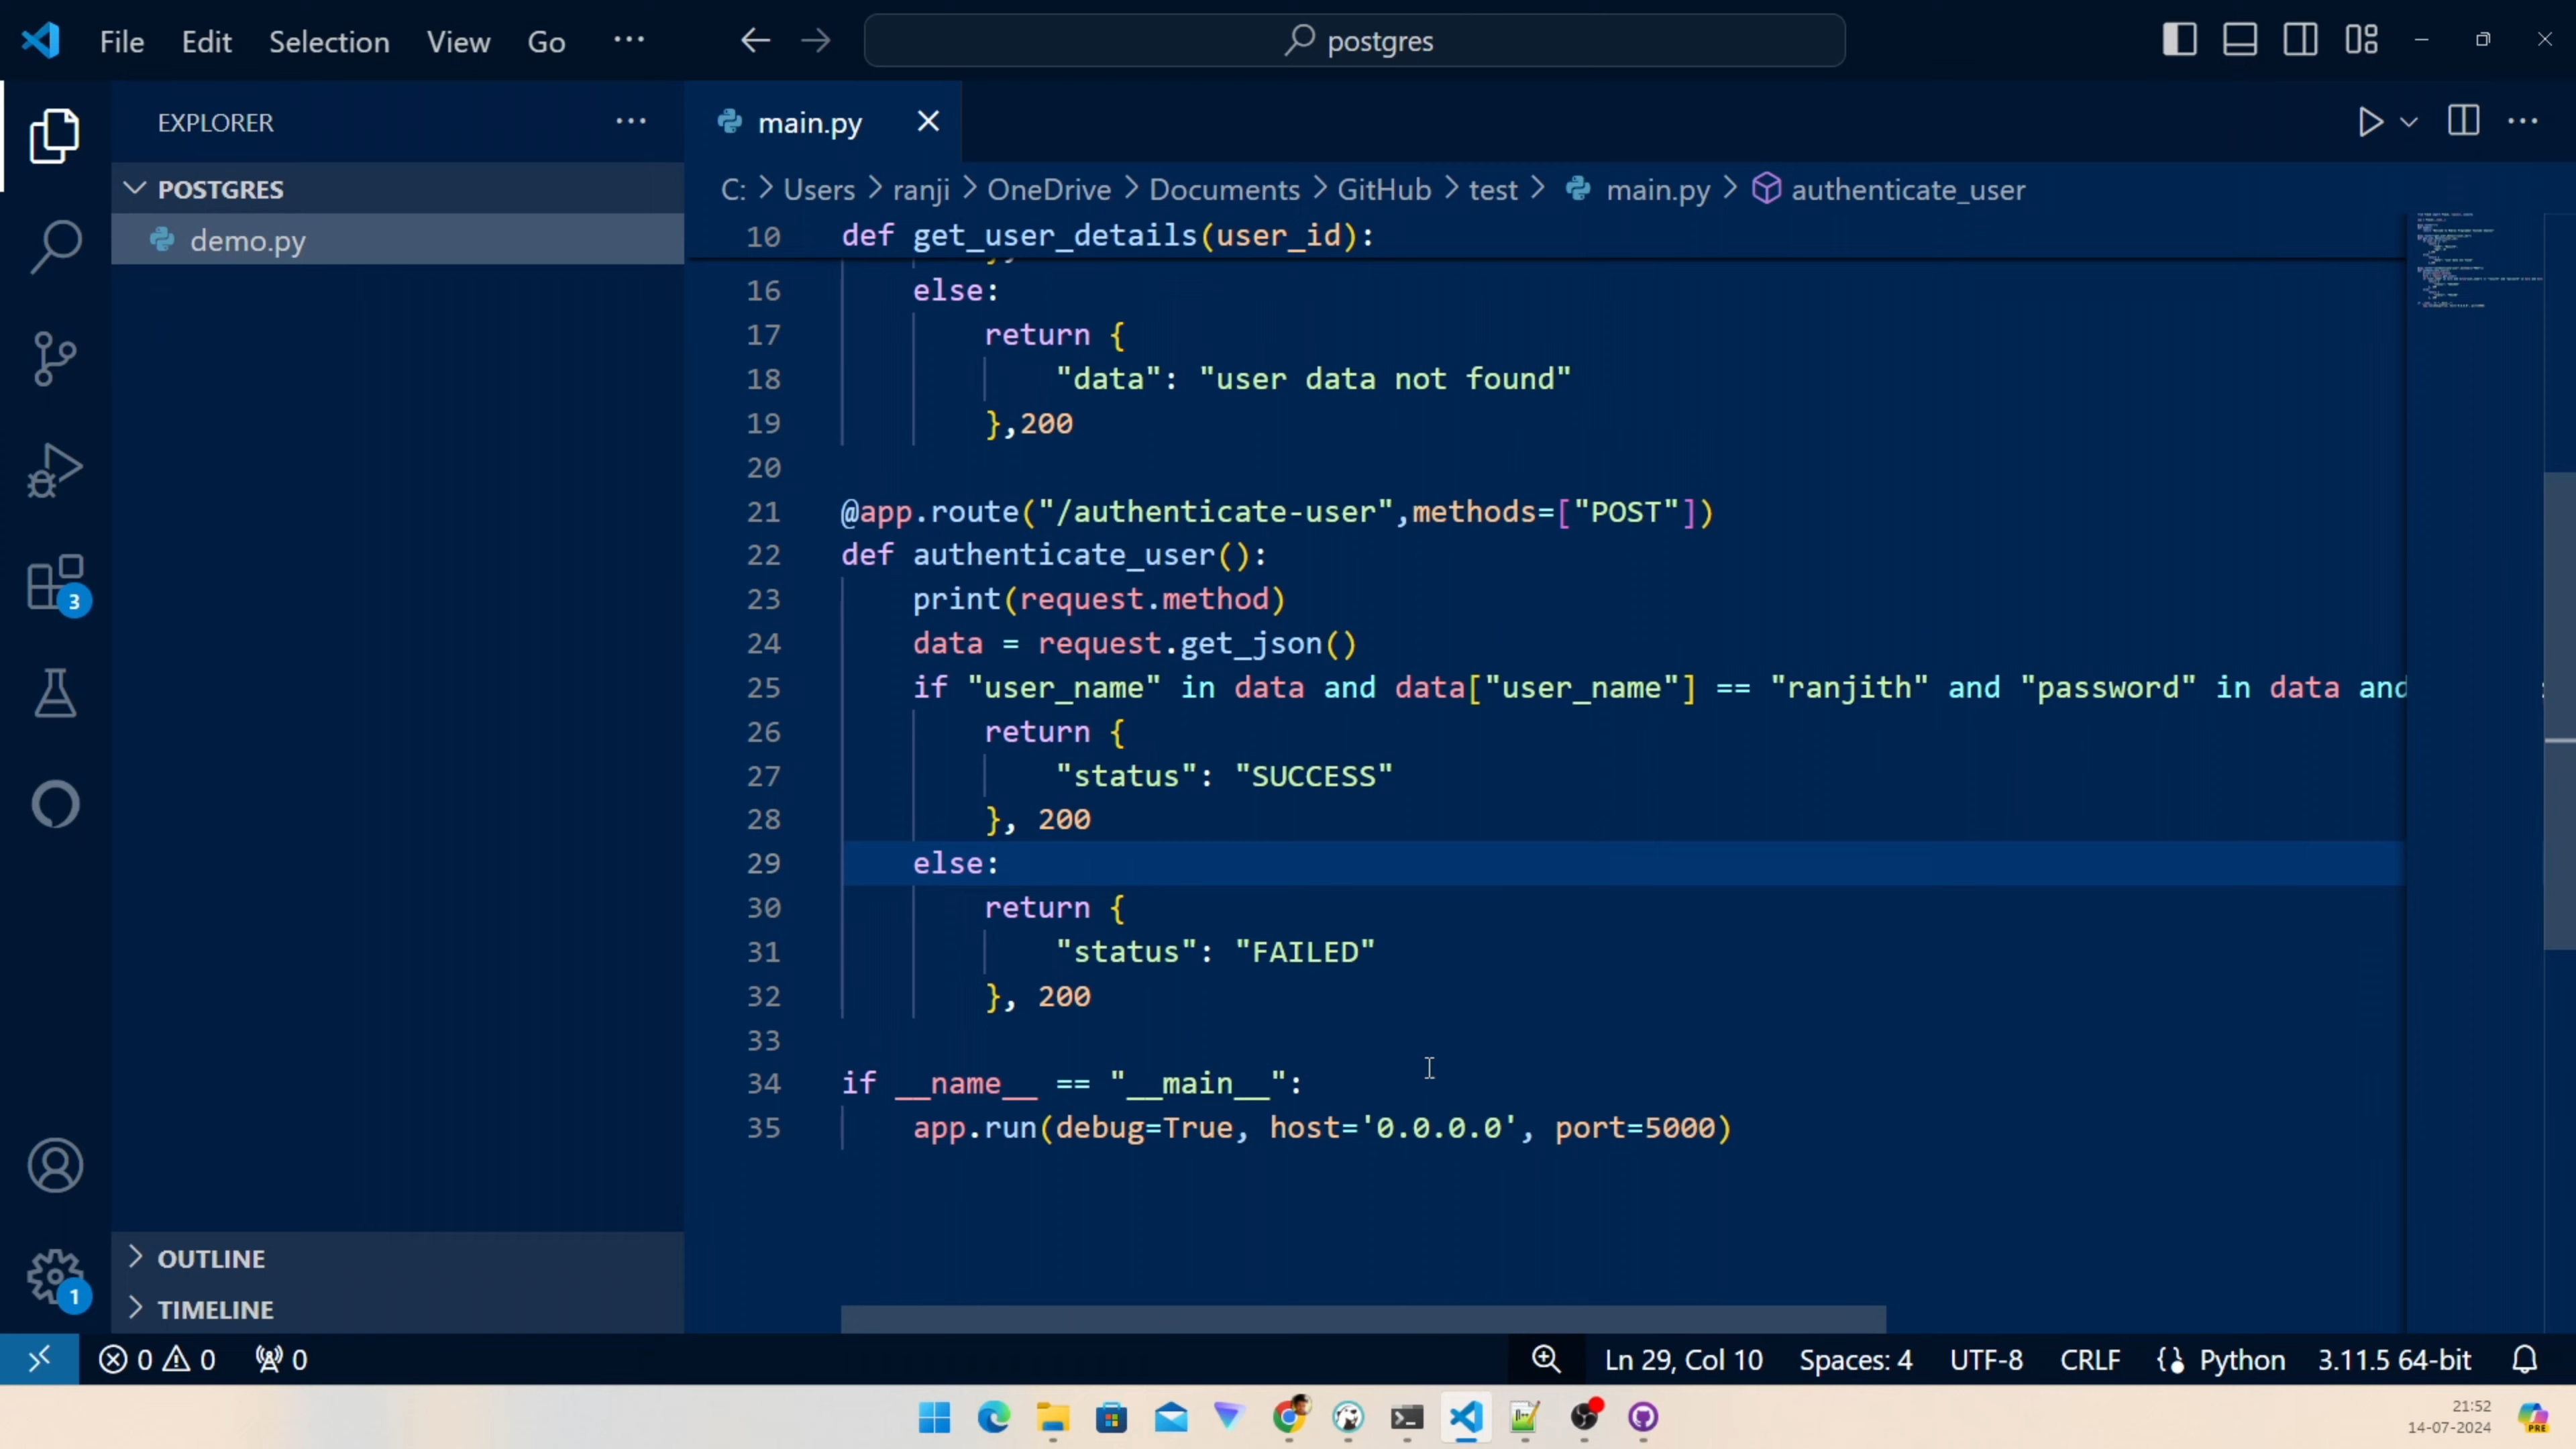 File Edit Selection View Go ··· postgres
EXPLORER ···
main.py
POSTGRES
demo.py
C: > Users > ranji > OneDrive > Documents > GitHub > test > main.py > authenticate_user
10 def get_user_details(user_id):
16 else:
17 return {
18 "data": "user data not found"
19 },200
20
21 @app.route("/authenticate-user",methods=["POST"])
22 def authenticate_user():
23 print(request.method)
24 data = request.get_json()
25 if "user_name" in data and data["user_name"] == "ranjith" and "password" in data and
26 return {
27 "status": "SUCCESS"
28 }, 200
29 else:
30 return {
31 "status": "FAILED"
32 }, 200
33
34 if __name__ == "__main__":
35 app.run(debug=True, host='0.0.0.0', port=5000)
3
1
OUTLINE
TIMELINE
0 0 0 Ln 29, Col 10 Spaces: 4 UTF-8 CRLF Python 3.11.5 64-bit
21:52
14-07-2024
PRE